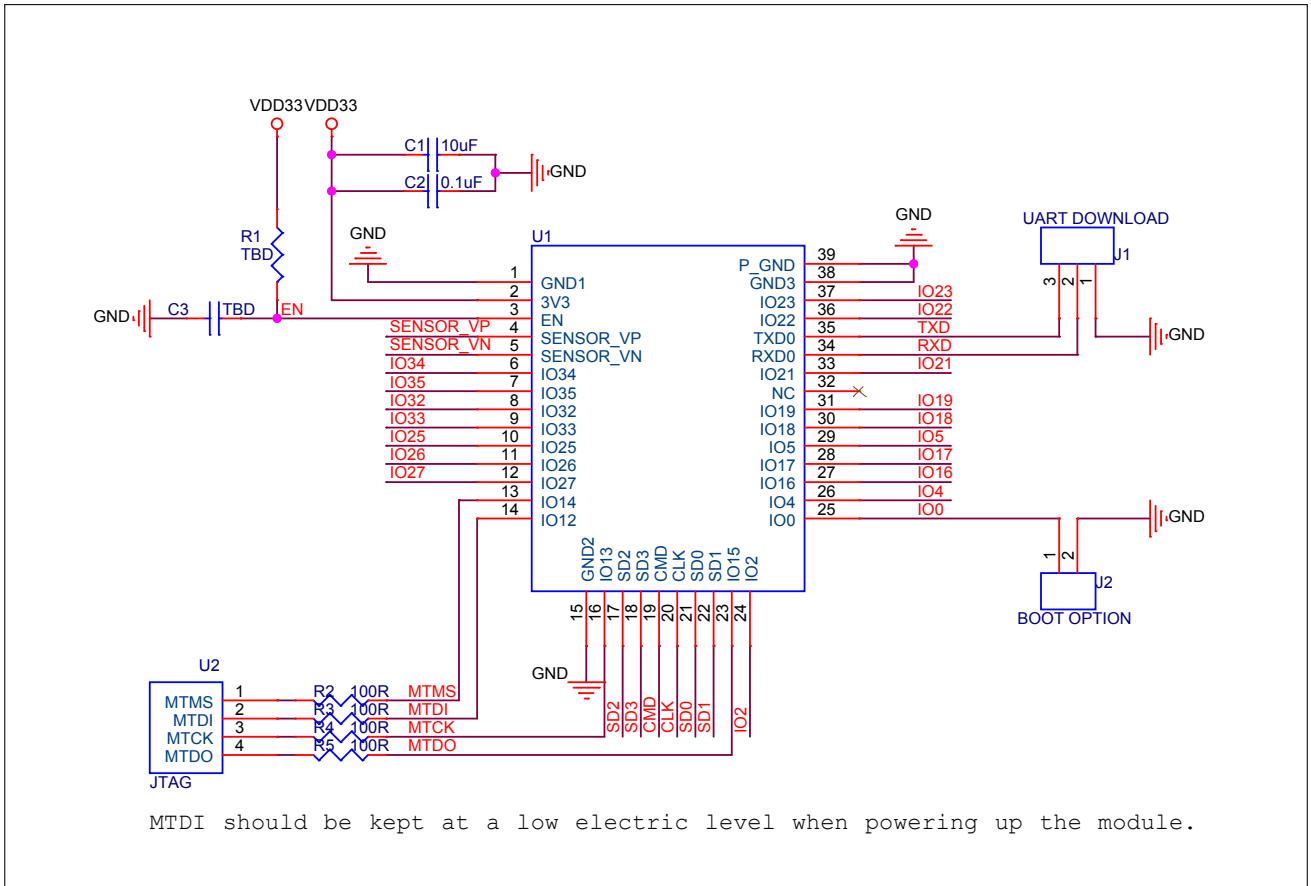 VDD33 VDD33
C1 10uF
GND
C2 0.1uF
R1
TBD
GND
GND C3 TBD EN
U1
1 GND1
2 3V3
3 EN
SENSOR_VP 4 SENSOR_VP
SENSOR_VN 5 SENSOR_VN
IO34 6 IO34
IO35 7 IO35
IO32 8 IO32
IO33 9 IO33
IO25 10 IO25
IO26 11 IO26
IO27 12 IO27
13 IO14
14 IO12
GND
P_GND 39
GND3 38
IO23 37 IO23
IO22 36 IO22
TXD0 35 TXD
RXD0 34 RXD
IO21 33 IO21
NC 32
IO19 31 IO19
IO18 30 IO18
IO5 29 IO5
IO17 28 IO17
IO16 27 IO16
IO4 26 IO4
IO0 25 IO0
UART DOWNLOAD
J1
3 2 1
GND
GND
1 2
J2
BOOT OPTION
GND2 IO13 SD2 SD3 CMD CLK SD0 SD1 IO15 IO2
15 16 17 18 19 20 21 22 23 24
GND
SD2 SD3 CMD CLK SD0 SD1 IO2
U2
MTMS 1 R2 100R MTMS
MTDI 2 R3 100R MTDI
MTCK 3 R4 100R MTCK
MTDO 4 R5 100R MTDO
JTAG
MTDI should be kept at a low electric level when powering up the module.